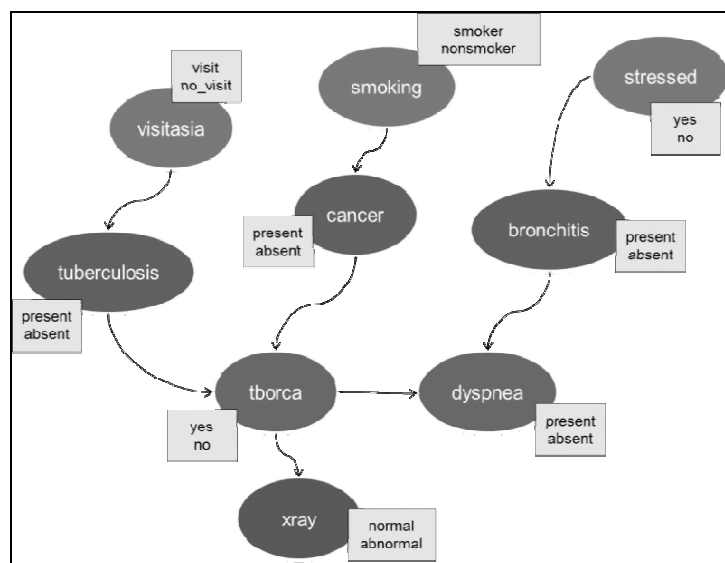 smoker
nonsmoker
visit
no_visit
smoking
stressed
yes
no
visitasia
cancer
present
absent
bronchitis
present
absent
tuberculosis
present
absent
tborca
yes
no
dyspnea
present
absent
xray
normal
abnormal